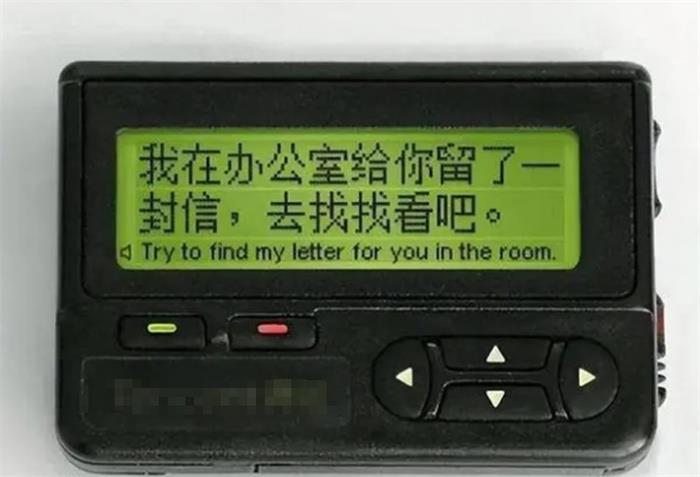 我在办公室给你留了一
封信，去找找看吧。
Try to find my letter for you in the room.